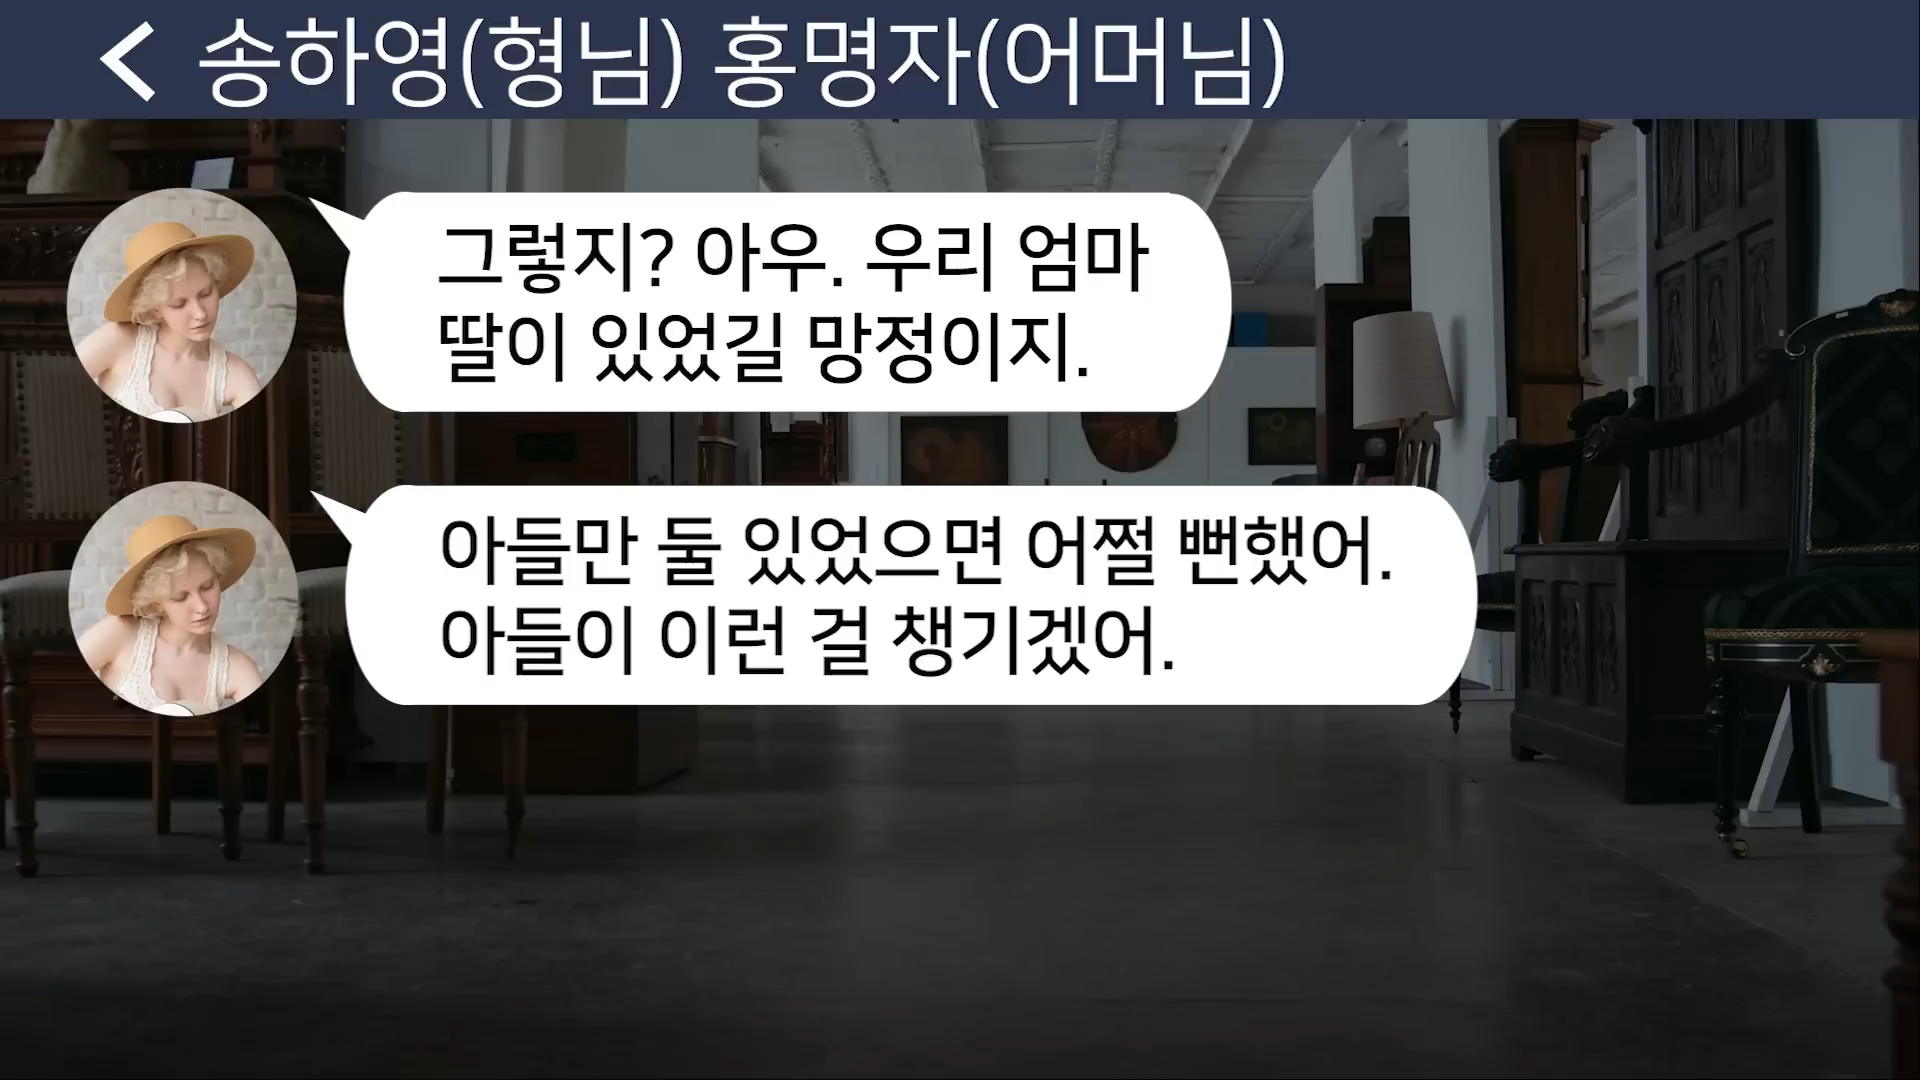 송하영(형님) 홍명자(어머님)
그렇지? 아우. 우리 엄마
딸이 있었길 망정이지.
아들만 둘 있었으면 어쩔 뻔했어.
아들이 이런 걸 챙기겠어.